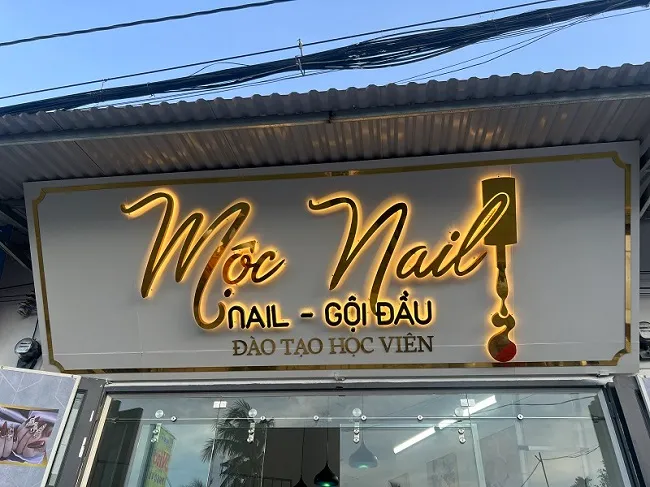 Mộc Nail
NAIL - GỘI ĐẦU
ĐÀO TẠO HỌC VIÊN